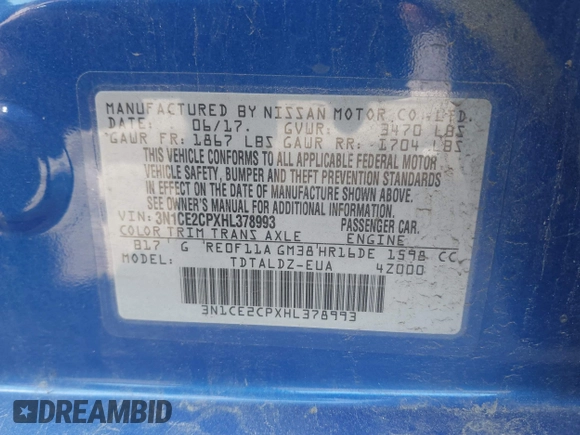 MANUFACTURED BY NISSAN MOTOR CO., LTD.
DATE: 06/17. GVWR: 3470 LBS
GAWR FR: 1867 LBS GAWR RR: 1704 LBS
THIS VEHICLE CONFORMS TO ALL APPLICABLE FEDERAL MOTOR
VEHICLE SAFETY, BUMPER AND THEFT PREVENTION STANDARDS
IN EFFECT ON THE DATE OF MANUFACTURE SHOWN ABOVE.
SEE OWNER'S MANUAL FOR ADDITIONAL INFORMATION.
VIN: 3N1CE2CPXHL378993 PASSENGER CAR.
COLOR TRIM TRANS AXLE ENGINE
B17 G RE0F11A GM38 HR16DE 1598 CC
MODEL: TDTALDZ-EUA 4Z000
3N1CE2CPXHL378993
DREAMBID